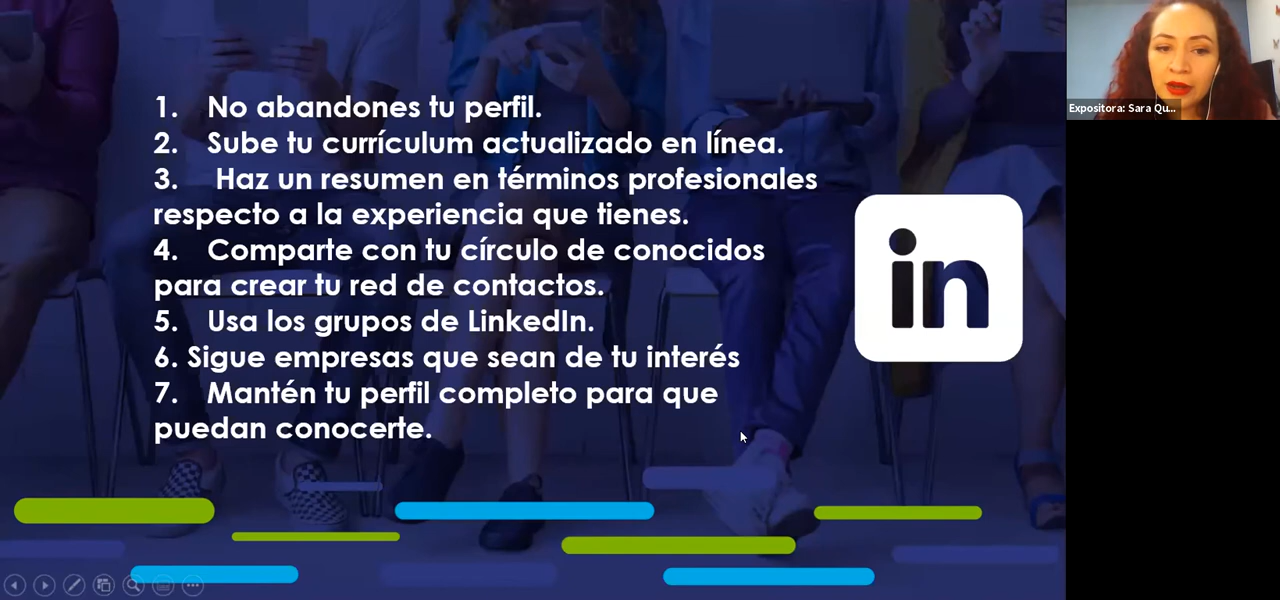 1. No abandones tu perfil.
2. Sube tu currículum actualizado en línea.
3. Haz un resumen en términos profesionales
respecto a la experiencia que tienes.
4. Comparte con tu círculo de conocidos
para crear tu red de contactos.
5. Usa los grupos de LinkedIn.
6. Sigue empresas que sean de tu interés
7. Mantén tu perfil completo para que
puedan conocerte.
in
Expositora: Sara Qu...